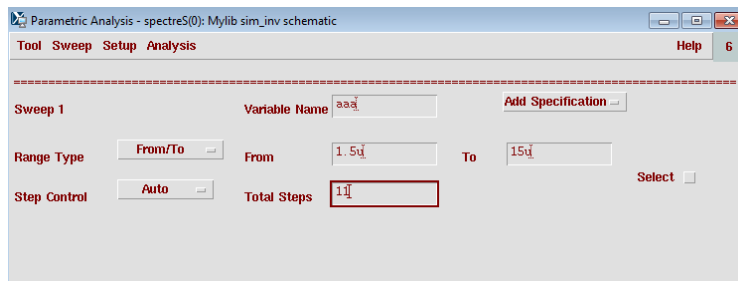 Parametric Analysis - spectreS(0): Mylib sim_inv schematic
Tool Sweep Setup Analysis Help 6
Sweep 1 Variable Name aaa Add Specification
Range Type From/To From 1.5u To 15u
Select
Step Control Auto Total Steps 11